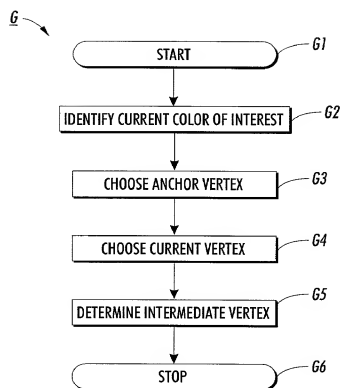 G
START
G1
IDENTIFY CURRENT COLOR OF INTEREST
G2
CHOOSE ANCHOR VERTEX
G3
CHOOSE CURRENT VERTEX
G4
DETERMINE INTERMEDIATE VERTEX
G5
STOP
G6